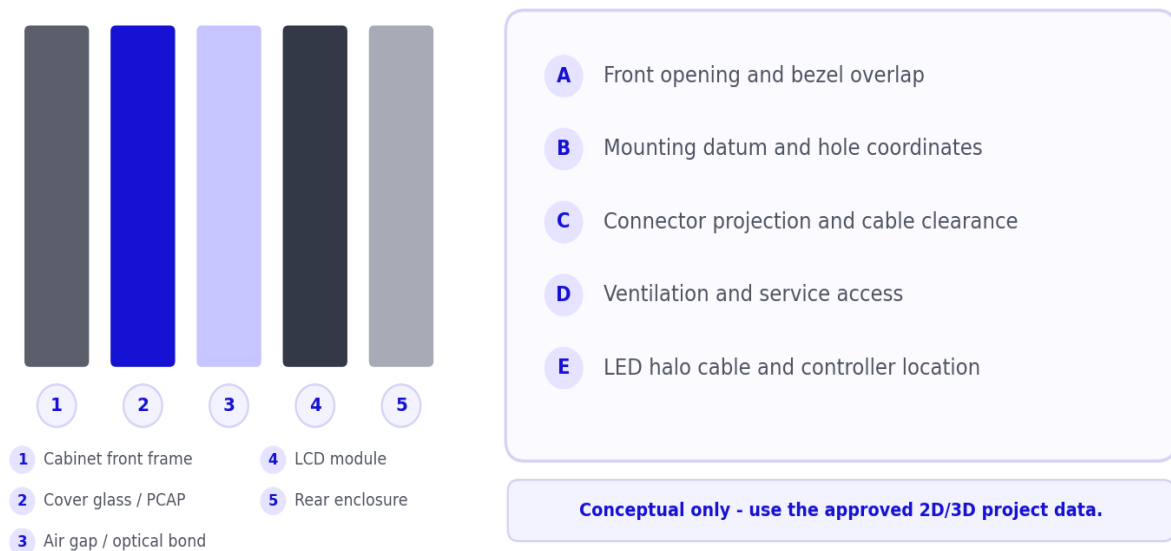 1 2 3 4 5
1 Cabinet front frame
2 Cover glass / PCAP
3 Air gap / optical bond
4 LCD module
5 Rear enclosure
A Front opening and bezel overlap
B Mounting datum and hole coordinates
C Connector projection and cable clearance
D Ventilation and service access
E LED halo cable and controller location
Conceptual only - use the approved 2D/3D project data.